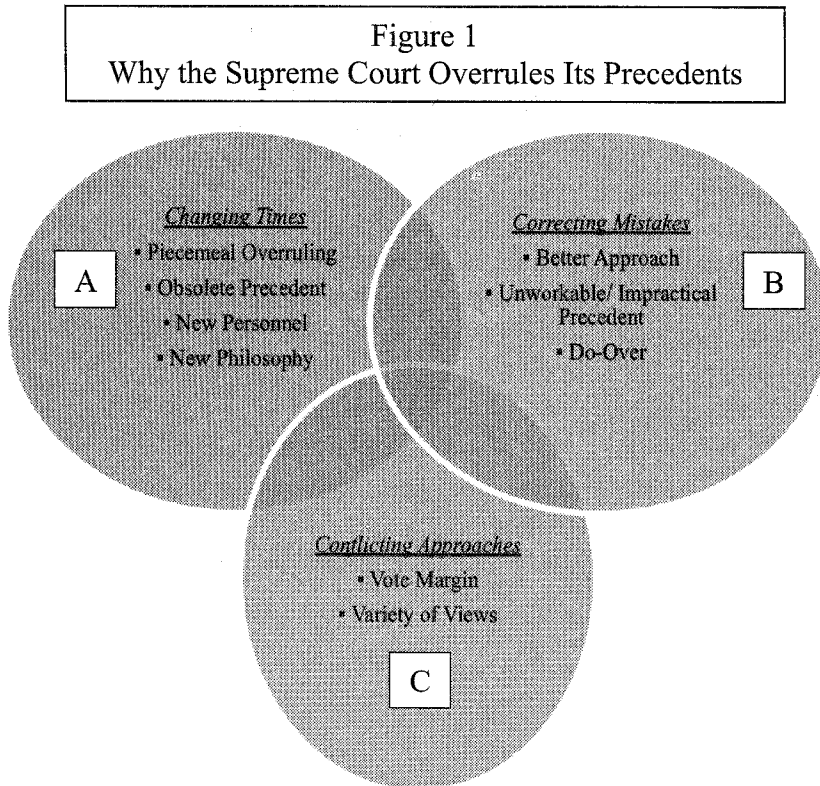 Figure 1
Why the Supreme Court Overrules Its Precedents
Changing Times
▪ Piecemeal Overruling
▪ Obsolete Precedent
▪ New Personnel
▪ New Philosophy
A
Correcting Mistakes
▪ Better Approach
▪ Unworkable/ Impractical
Precedent
▪ Do-Over
B
Conflicting Approaches
▪ Vote Margin
▪ Variety of Views
C